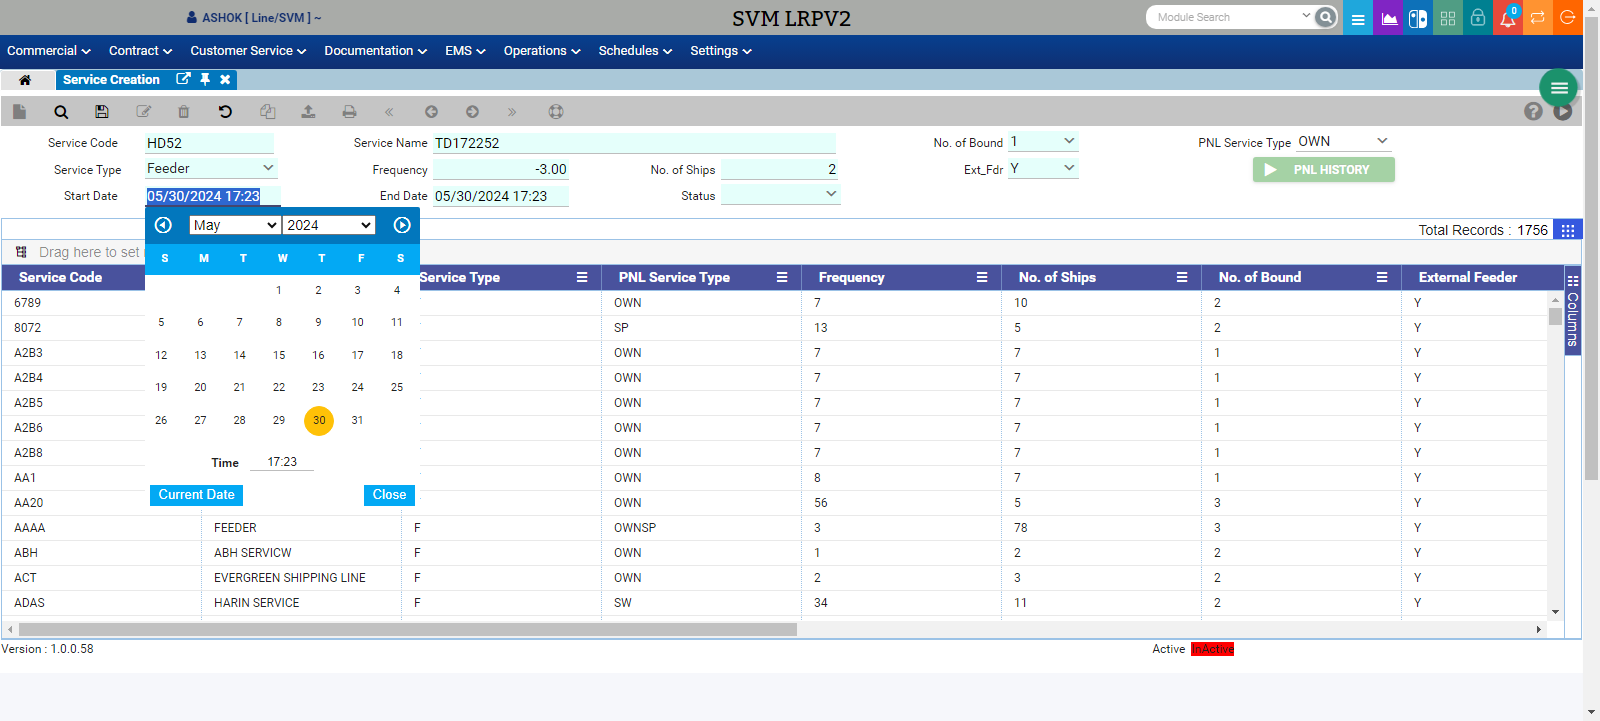 ASHOK [ Line/SVM ] ~
SVM LRPV2
Module Search
0
Commercial Contract Customer Service Documentation EMS Operations Schedules Settings
Service Creation
Service Code HD52 Service Name TD172252 No. of Bound 1 PNL Service Type OWN
Service Type Feeder Frequency -3.00 No. of Ships 2 Ext_Fdr Y PNL HISTORY
Start Date 05/30/2024 17:23 End Date 05/30/2024 17:23 Status
May 2024
S M T W T F S
1 2 3 4
5 6 7 8 9 10 11
12 13 14 15 16 17 18
19 20 21 22 23 24 25
26 27 28 29 30 31
Time 17:23
Current Date Close
Total Records : 1756
Drag here to set
Service Code Service Type PNL Service Type Frequency No. of Ships No. of Bound External Feeder
6789 OWN 7 10 2 Y
8072 SP 13 5 2 Y
A2B3 OWN 7 7 1 Y
A2B4 OWN 7 7 1 Y
A2B5 OWN 7 7 1 Y
A2B6 OWN 7 7 1 Y
A2B8 OWN 7 7 1 Y
AA1 OWN 8 7 1 Y
AA20 OWN 56 5 3 Y
AAAA FEEDER F OWNSP 3 78 3 Y
ABH ABH SERVICW F OWN 1 2 2 Y
ACT EVERGREEN SHIPPING LINE F OWN 2 3 2 Y
ADAS HARIN SERVICE F SW 34 11 2 Y
Columns
Version : 1.0.0.58
Active InActive